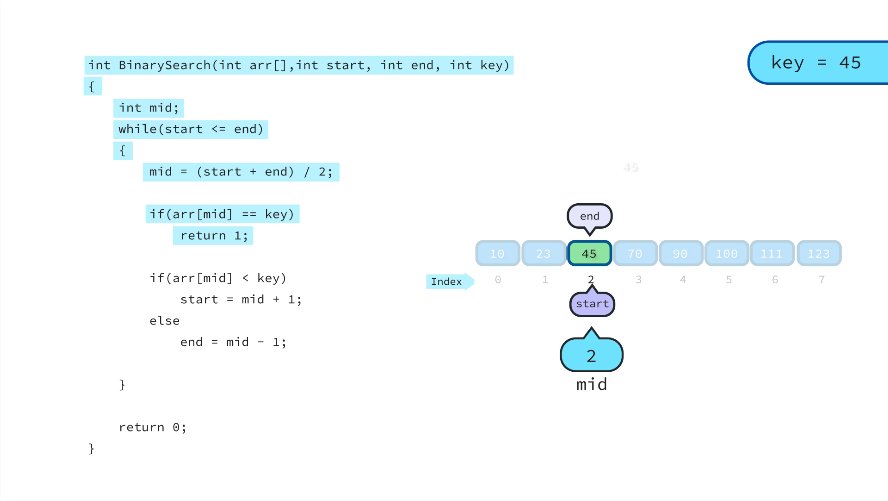 key = 45
int BinarySearch(int arr[],int start, int end, int key)
{
int mid;
while(start <= end)
{
mid = (start + end) / 2;
if(arr[mid] == key)
return 1;
if(arr[mid] < key)
start = mid + 1;
else
end = mid - 1;
}
return 0;
}
45
end
10 23 45 70 90 100 111 123
Index 0 1 2 3 4 5 6 7
start
2
mid